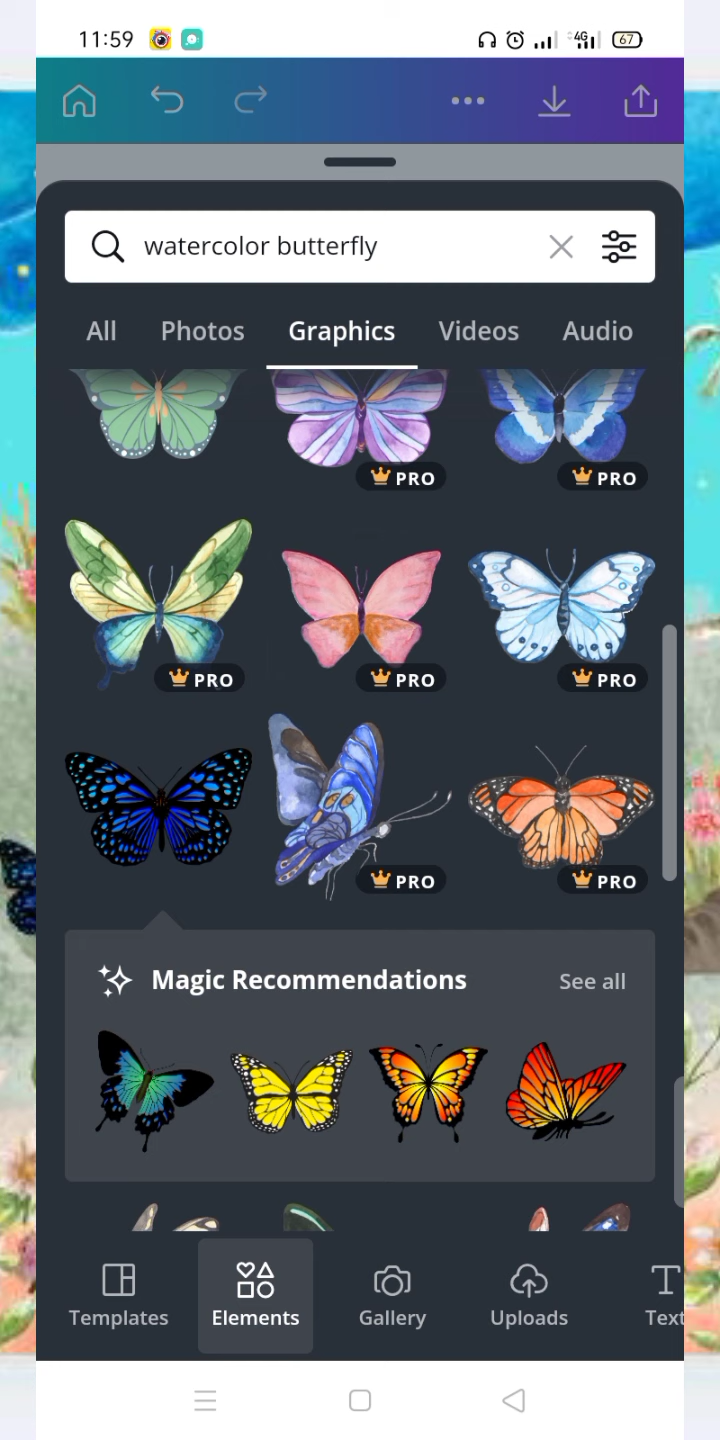 11:59
4G
67
watercolor butterfly
All Photos Graphics Videos Audio
PRO PRO
PRO PRO PRO
PRO PRO
Magic Recommendations See all
Templates Elements Gallery Uploads Text